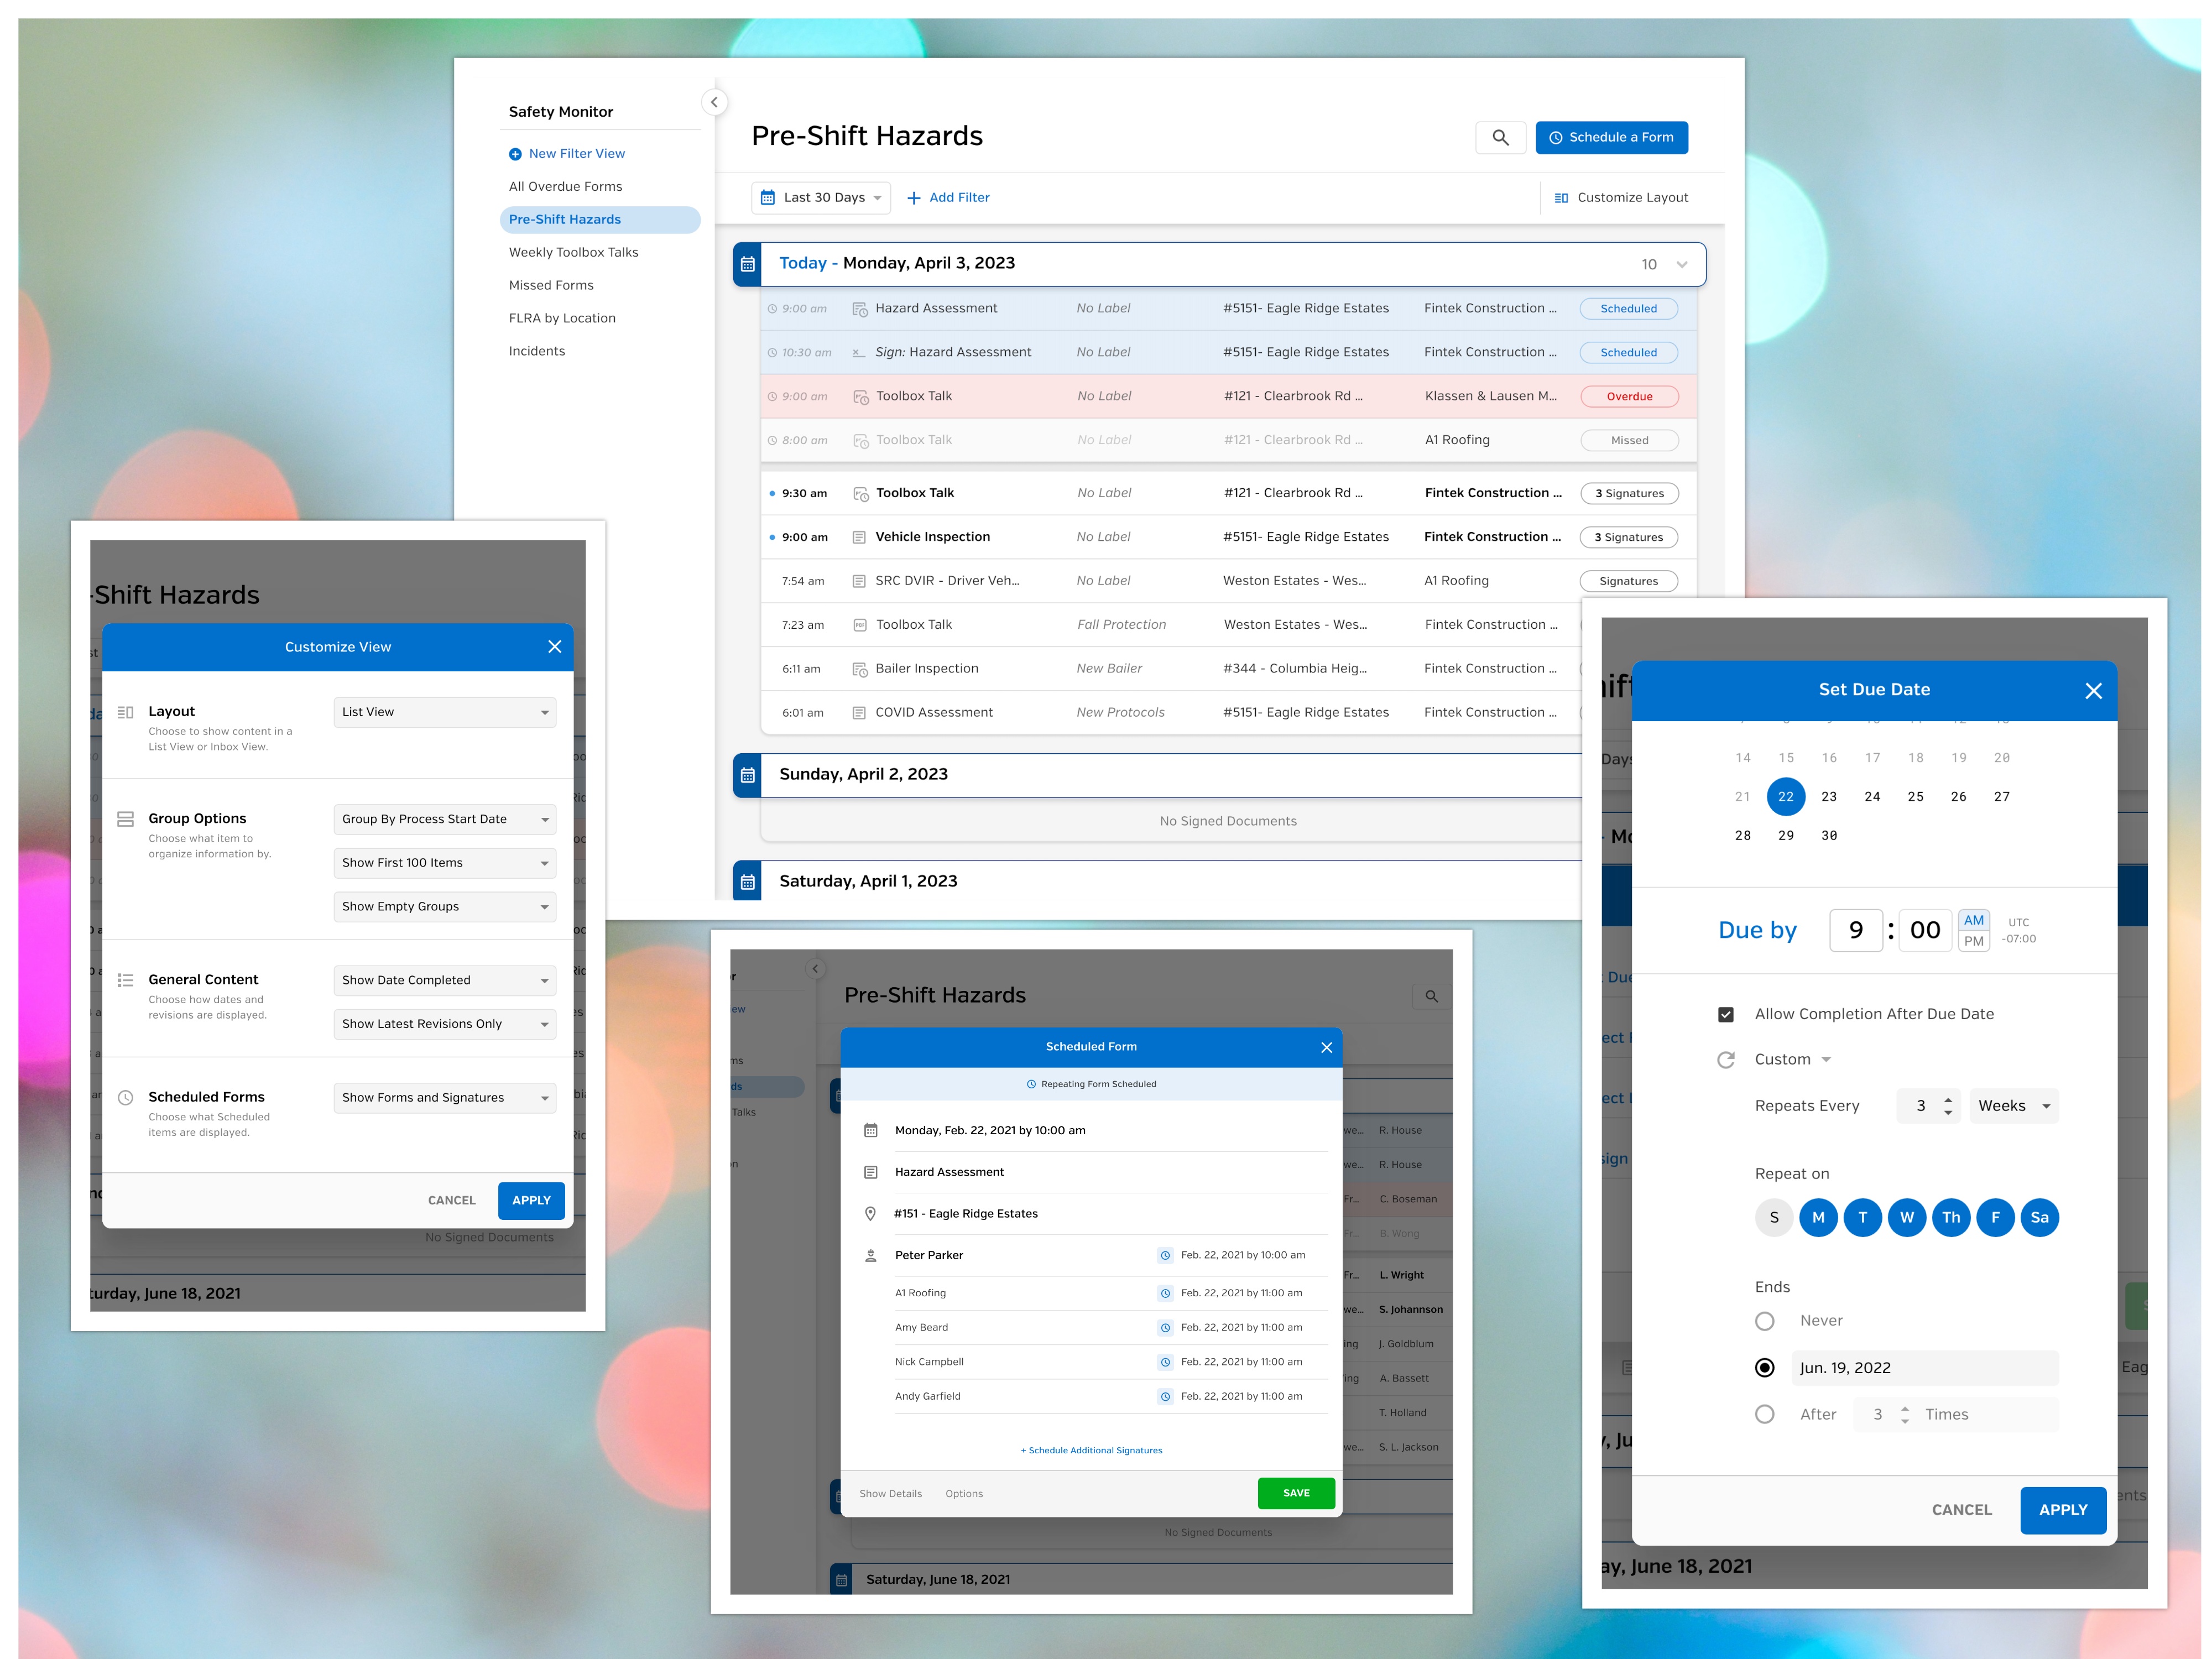 Safety Monitor
New Filter View
All Overdue Forms
Pre-Shift Hazards
Weekly Toolbox Talks
Missed Forms
FLRA by Location
Incidents
Pre-Shift Hazards
Schedule a Form
Last 30 Days
Add Filter
Customize Layout
Today - Monday, April 3, 2023 10
9:00 am Hazard Assessment No Label #5151- Eagle Ridge Estates Fintek Construction ... Scheduled
10:30 am Sign: Hazard Assessment No Label #5151- Eagle Ridge Estates Fintek Construction ... Scheduled
9:00 am Toolbox Talk No Label #121 - Clearbrook Rd ... Klassen & Lausen M... Overdue
8:00 am Toolbox Talk No Label #121 - Clearbrook Rd ... A1 Roofing Missed
9:30 am Toolbox Talk No Label #121 - Clearbrook Rd ... Fintek Construction ... 3 Signatures
9:00 am Vehicle Inspection No Label #5151- Eagle Ridge Estates Fintek Construction ... 3 Signatures
7:54 am SRC DVIR - Driver Veh... No Label Weston Estates - Wes... A1 Roofing Signatures
7:23 am Toolbox Talk Fall Protection Weston Estates - Wes... Fintek Construction ...
6:11 am Bailer Inspection New Bailer #344 - Columbia Heig... Fintek Construction ...
6:01 am COVID Assessment New Protocols #5151- Eagle Ridge Estates Fintek Construction ...
Sunday, April 2, 2023
No Signed Documents
Saturday, April 1, 2023
-Shift Hazards
Customize View
Layout
Choose to show content in a
List View or Inbox View.
List View
Group Options
Choose what item to
organize information by.
Group By Process Start Date
Show First 100 Items
Show Empty Groups
General Content
Choose how dates and
revisions are displayed.
Show Date Completed
Show Latest Revisions Only
Scheduled Forms
Choose what Scheduled
items are displayed.
Show Forms and Signatures
CANCEL APPLY
No Signed Documents
turday, June 18, 2021
Pre-Shift Hazards
Talks
Scheduled Form
Repeating Form Scheduled
Monday, Feb. 22, 2021 by 10:00 am
Hazard Assessment
#151 - Eagle Ridge Estates
Peter Parker Feb. 22, 2021 by 10:00 am
A1 Roofing Feb. 22, 2021 by 11:00 am
Amy Beard Feb. 22, 2021 by 11:00 am
Nick Campbell Feb. 22, 2021 by 11:00 am
Andy Garfield Feb. 22, 2021 by 11:00 am
+ Schedule Additional Signatures
Show Details Options SAVE
R. House
R. House
C. Boseman
B. Wong
L. Wright
S. Johannson
J. Goldblum
A. Bassett
T. Holland
S. L. Jackson
No Signed Documents
Saturday, June 18, 2021
Set Due Date
14 15 16 17 18 19 20
21 22 23 24 25 26 27
28 29 30
Due by 9 : 00 AM PM UTC -07:00
Allow Completion After Due Date
Custom
Repeats Every 3 Weeks
Repeat on
S M T W Th F Sa
Ends
Never
Jun. 19, 2022
After 3 Times
CANCEL APPLY
ay, June 18, 2021